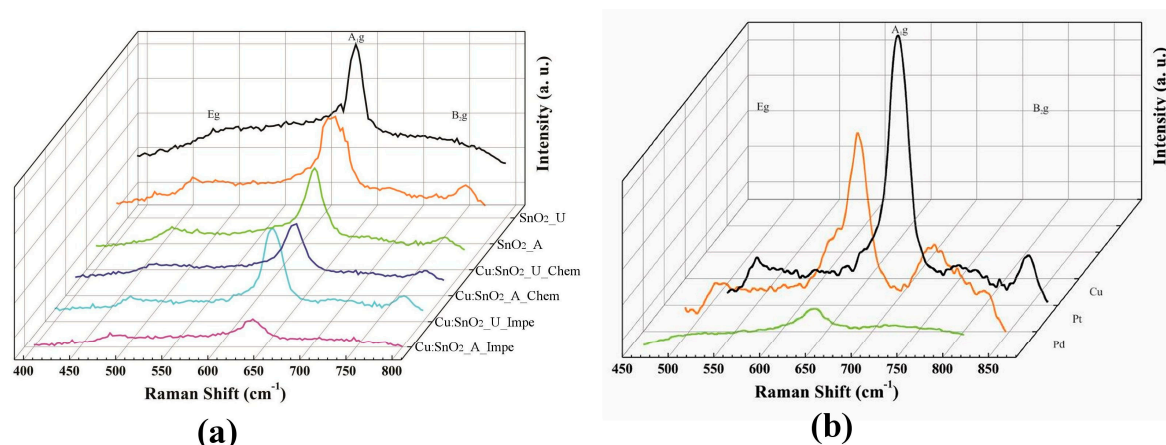 A₁g
Eg
B₂g
Intensity (a. u.)
SnO₂_U
SnO₂_A
Cu:SnO₂_U_Chem
Cu:SnO₂_A_Chem
Cu:SnO₂_U_Impe
Cu:SnO₂_A_Impe
400 450 500 550 600 650 700 750 800
Raman Shift (cm⁻¹)
(a)
A₁g
Eg
B₂g
Intensity (a. u.)
Cu
Pt
Pd
450 500 550 600 650 700 750 800 850
Raman Shift (cm⁻¹)
(b)